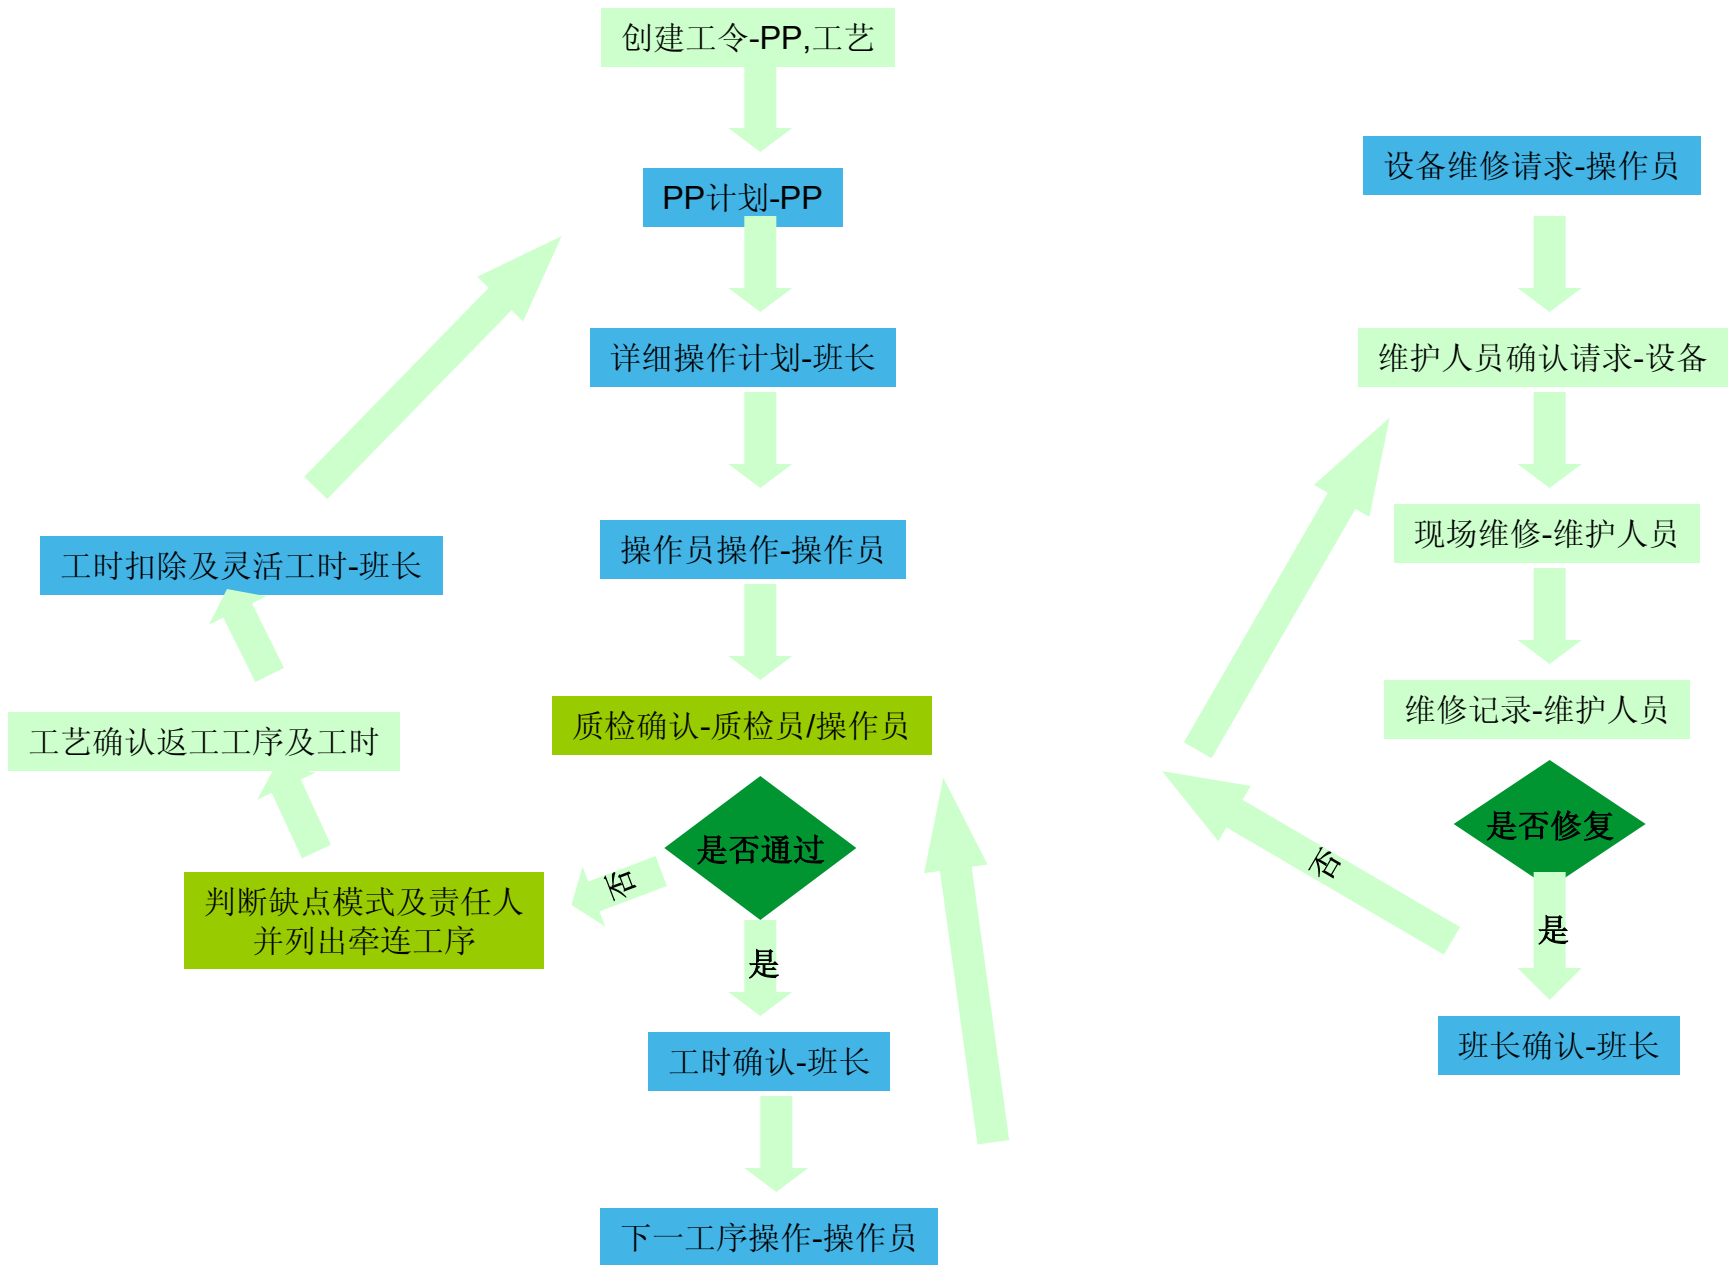 创建工令-PP,工艺
PP计划-PP
详细操作计划-班长
操作员操作-操作员
质检确认-质检员/操作员
是否通过
否
是
工时确认-班长
下一工序操作-操作员
判断缺点模式及责任人
并列出牵连工序
工艺确认返工工序及工时
工时扣除及灵活工时-班长
设备维修请求-操作员
维护人员确认请求-设备
现场维修-维护人员
维修记录-维护人员
是否修复
否
是
班长确认-班长